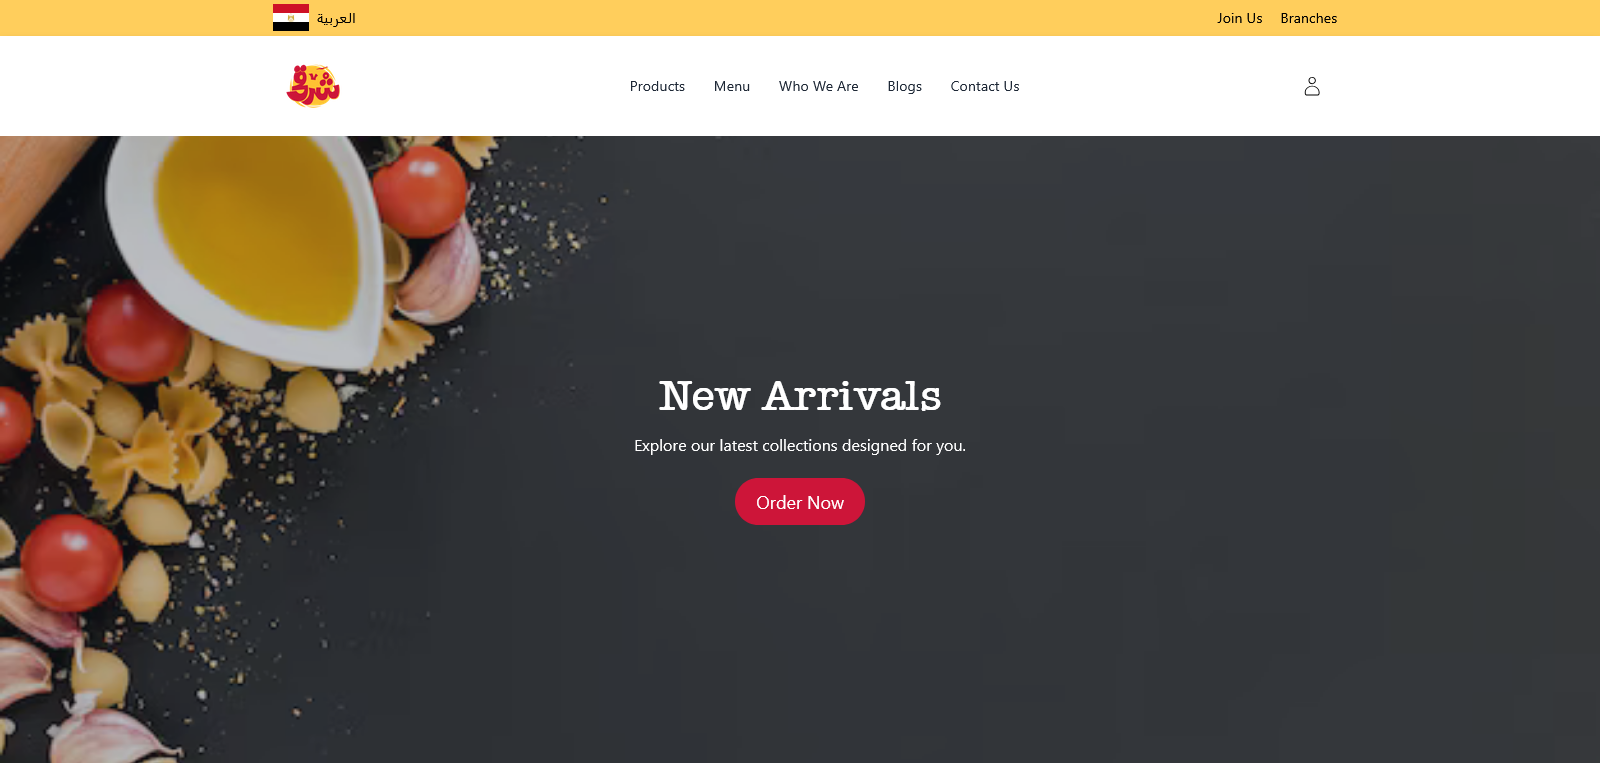 العربية
Join Us Branches
شرقي
Products Menu Who We Are Blogs Contact Us
New Arrivals
Explore our latest collections designed for you.
Order Now